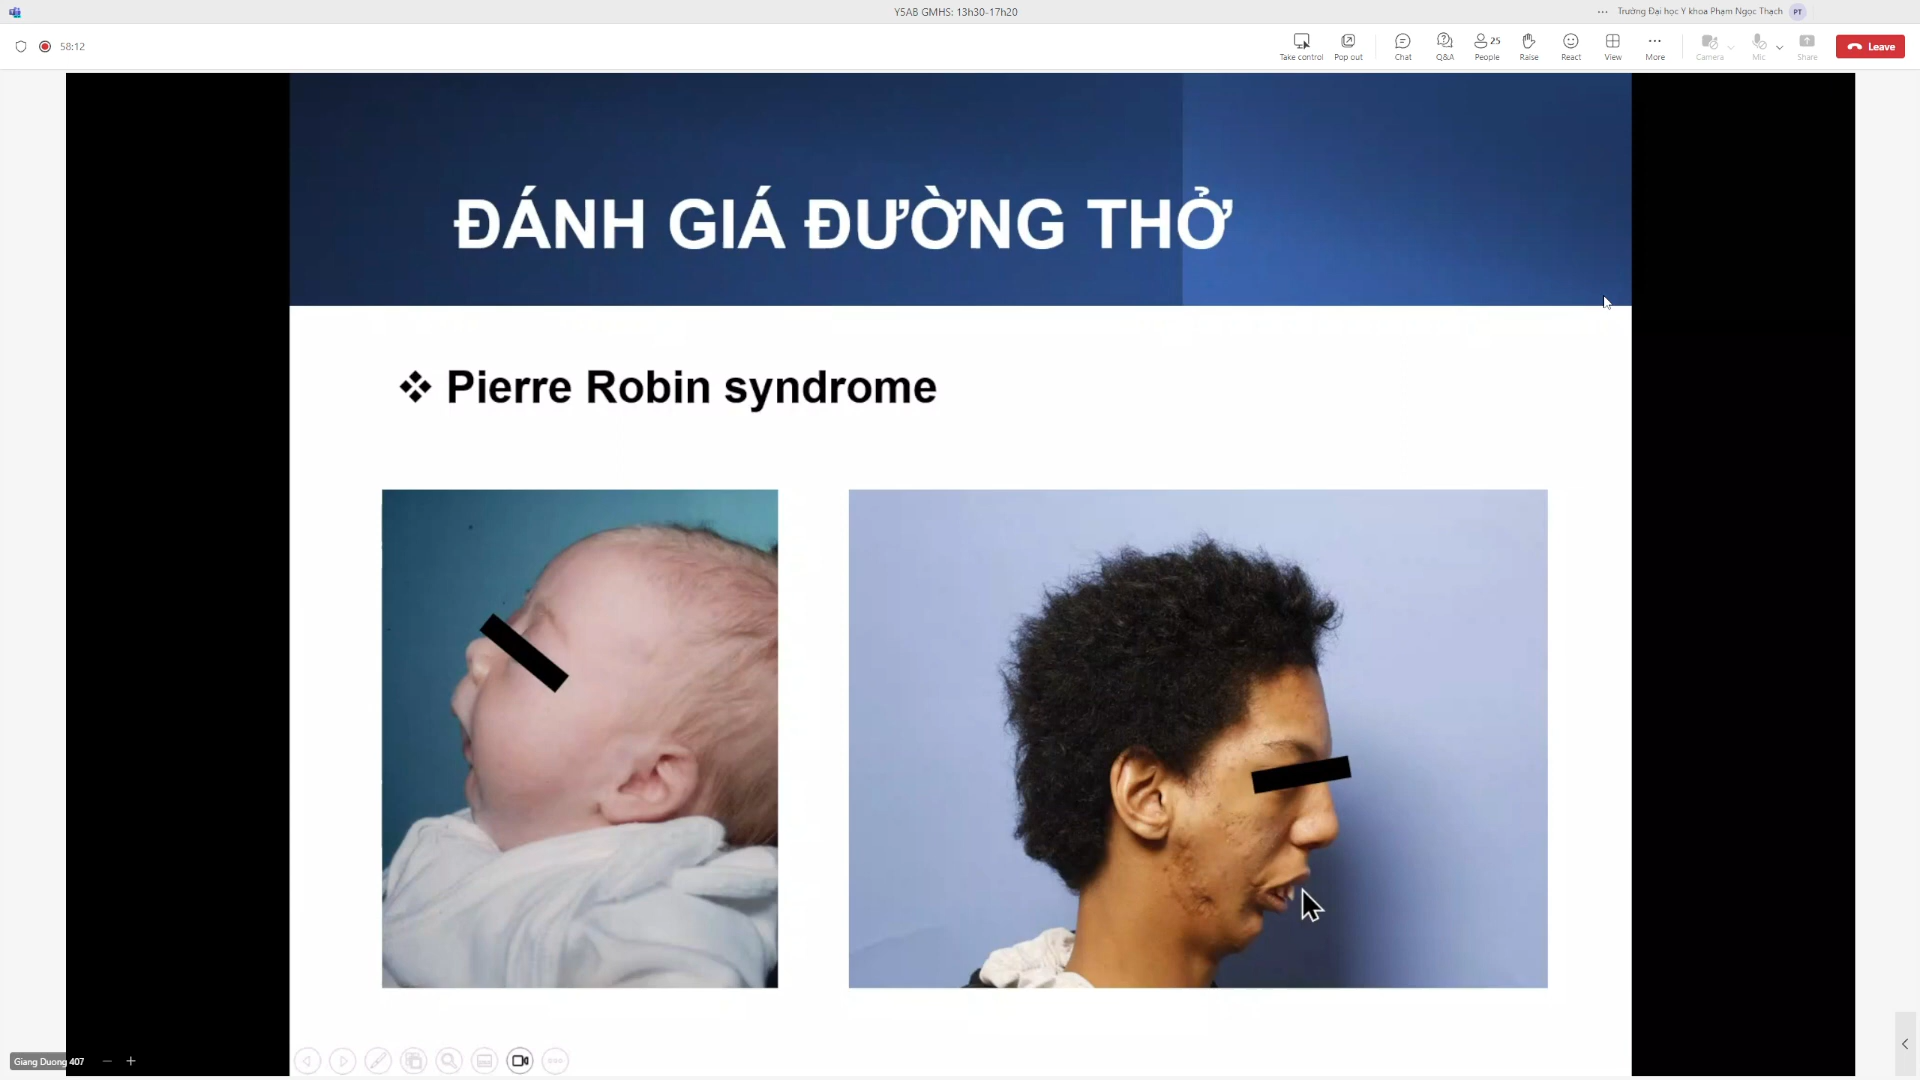 Y5AB GMHS: 13h30-17h20
Trường Đại học Y khoa Phạm Ngọc Thạch
PT
58:12
Take control
Pop out
Chat
Q&A
25
People
Raise
React
View
More
Camera
Mic
Share
Leave
ĐÁNH GIÁ ĐƯỜNG THỞ
Pierre Robin syndrome
Giang Duong 407